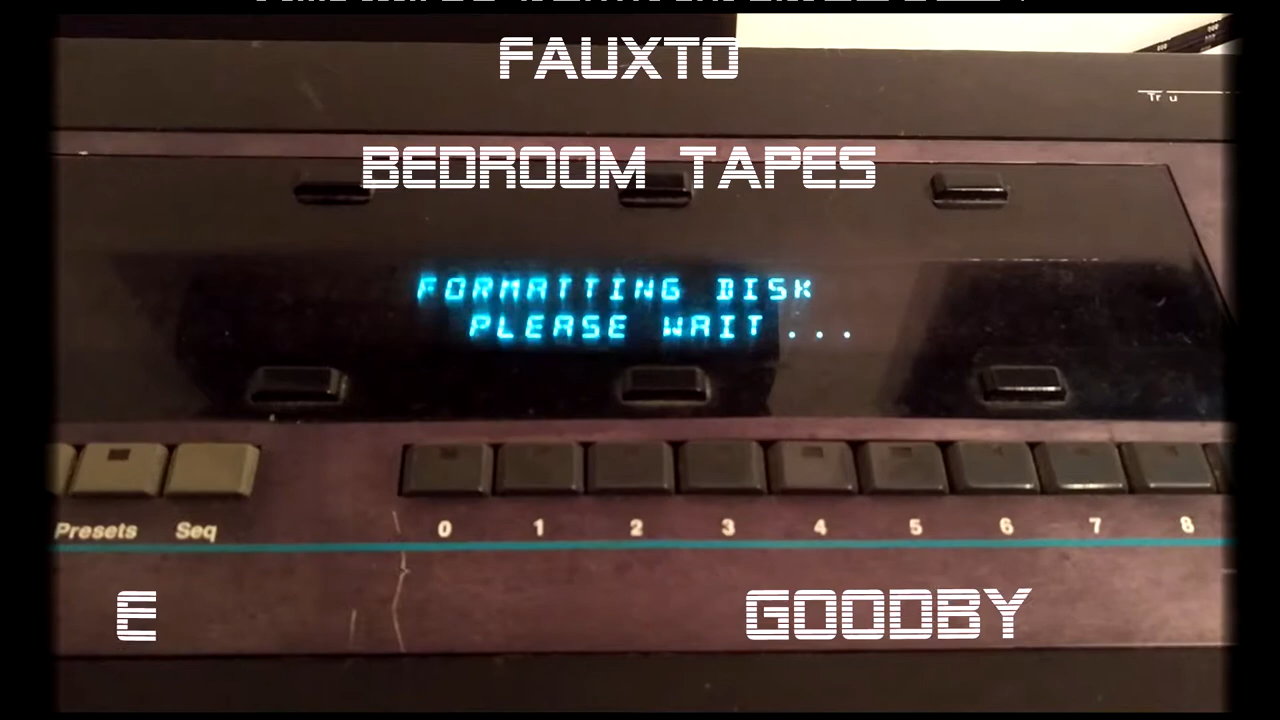 FAUXTO
BEDROOM TAPES
FORMATTING DISK
PLEASE WAIT...
Presets Seq 0 1 2 3 4 5 6 7 8
E GOODBY